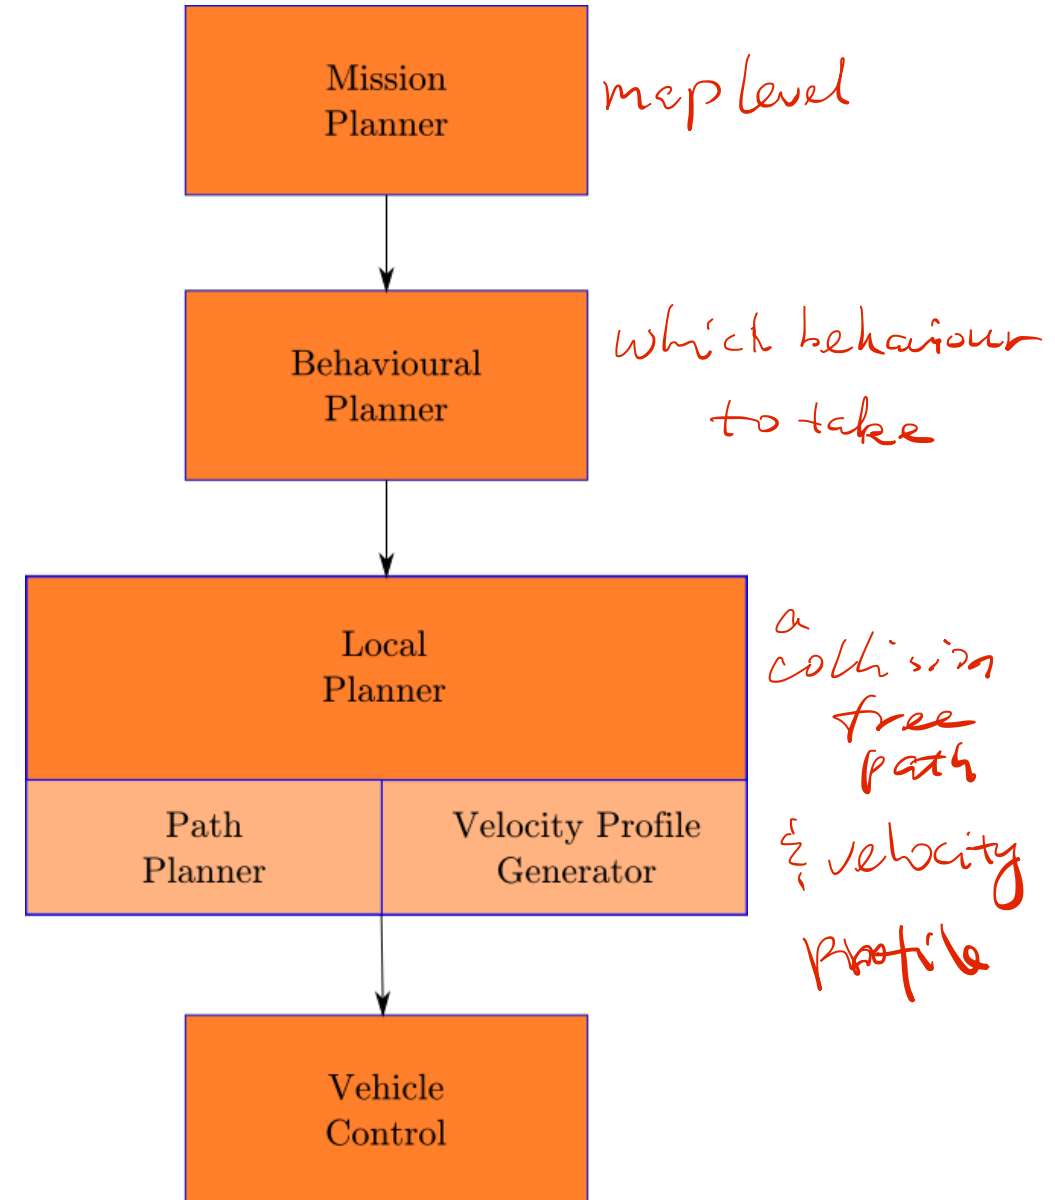 Mission
Planner
map level
Behavioural
Planner
which behaviour
to take
Local
Planner
a
collision
free
path
Path
Planner
Velocity Profile
Generator
& velocity
profile
Vehicle
Control